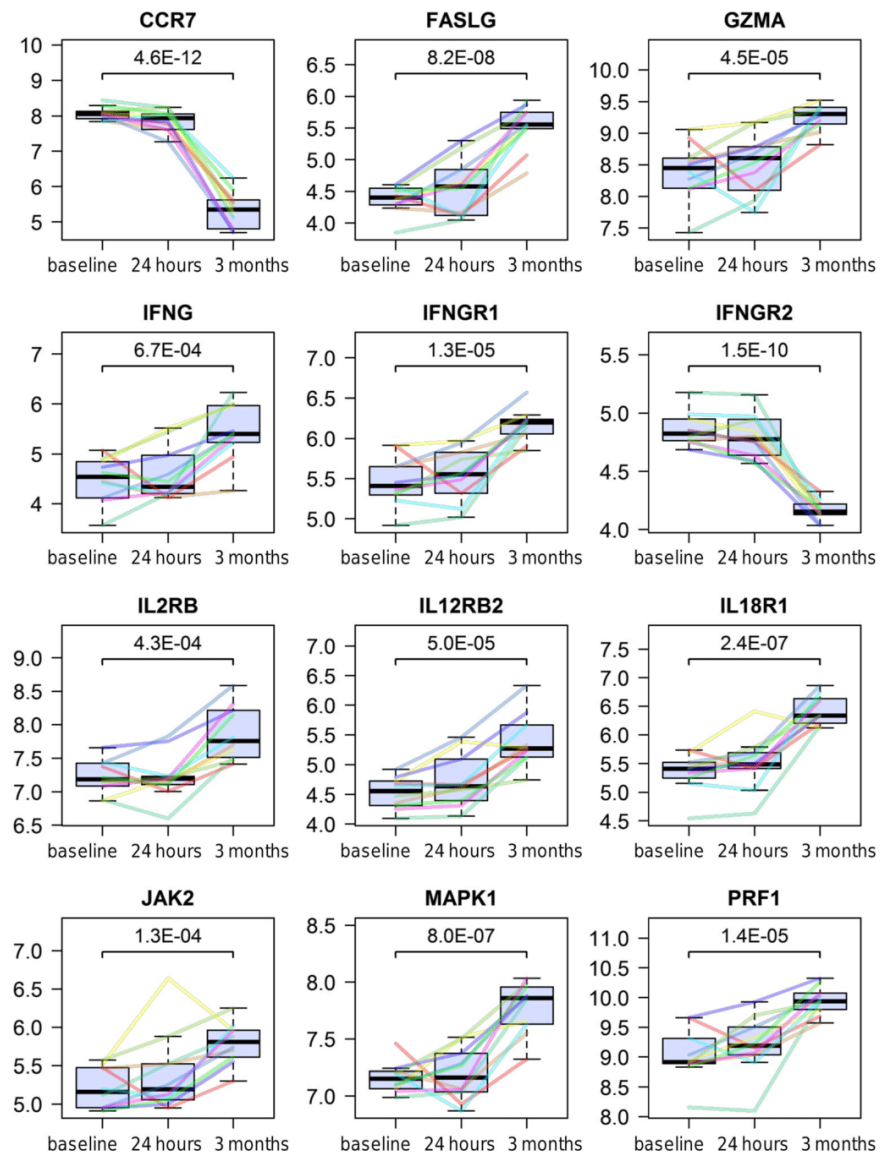 CCR7 FASLG GZMA
10 9 8 7 6 5
4.6E-12
baseline 24 hours 3 months
6.5 6.0 5.5 5.0 4.5 4.0
8.2E-08
baseline 24 hours 3 months
10.0 9.5 9.0 8.5 8.0 7.5
4.5E-05
baseline 24 hours 3 months
IFNG IFNGR1 IFNGR2
7 6 5 4
6.7E-04
baseline 24 hours 3 months
7.0 6.5 6.0 5.5 5.0
1.3E-05
baseline 24 hours 3 months
5.5 5.0 4.5 4.0
1.5E-10
baseline 24 hours 3 months
IL2RB IL12RB2 IL18R1
9.0 8.5 8.0 7.5 7.0 6.5
4.3E-04
baseline 24 hours 3 months
7.0 6.5 6.0 5.5 5.0 4.5 4.0
5.0E-05
baseline 24 hours 3 months
7.5 7.0 6.5 6.0 5.5 5.0 4.5
2.4E-07
baseline 24 hours 3 months
JAK2 MAPK1 PRF1
7.0 6.5 6.0 5.5 5.0
1.3E-04
baseline 24 hours 3 months
8.5 8.0 7.5 7.0
8.0E-07
baseline 24 hours 3 months
11.0 10.5 10.0 9.5 9.0 8.5 8.0
1.4E-05
baseline 24 hours 3 months